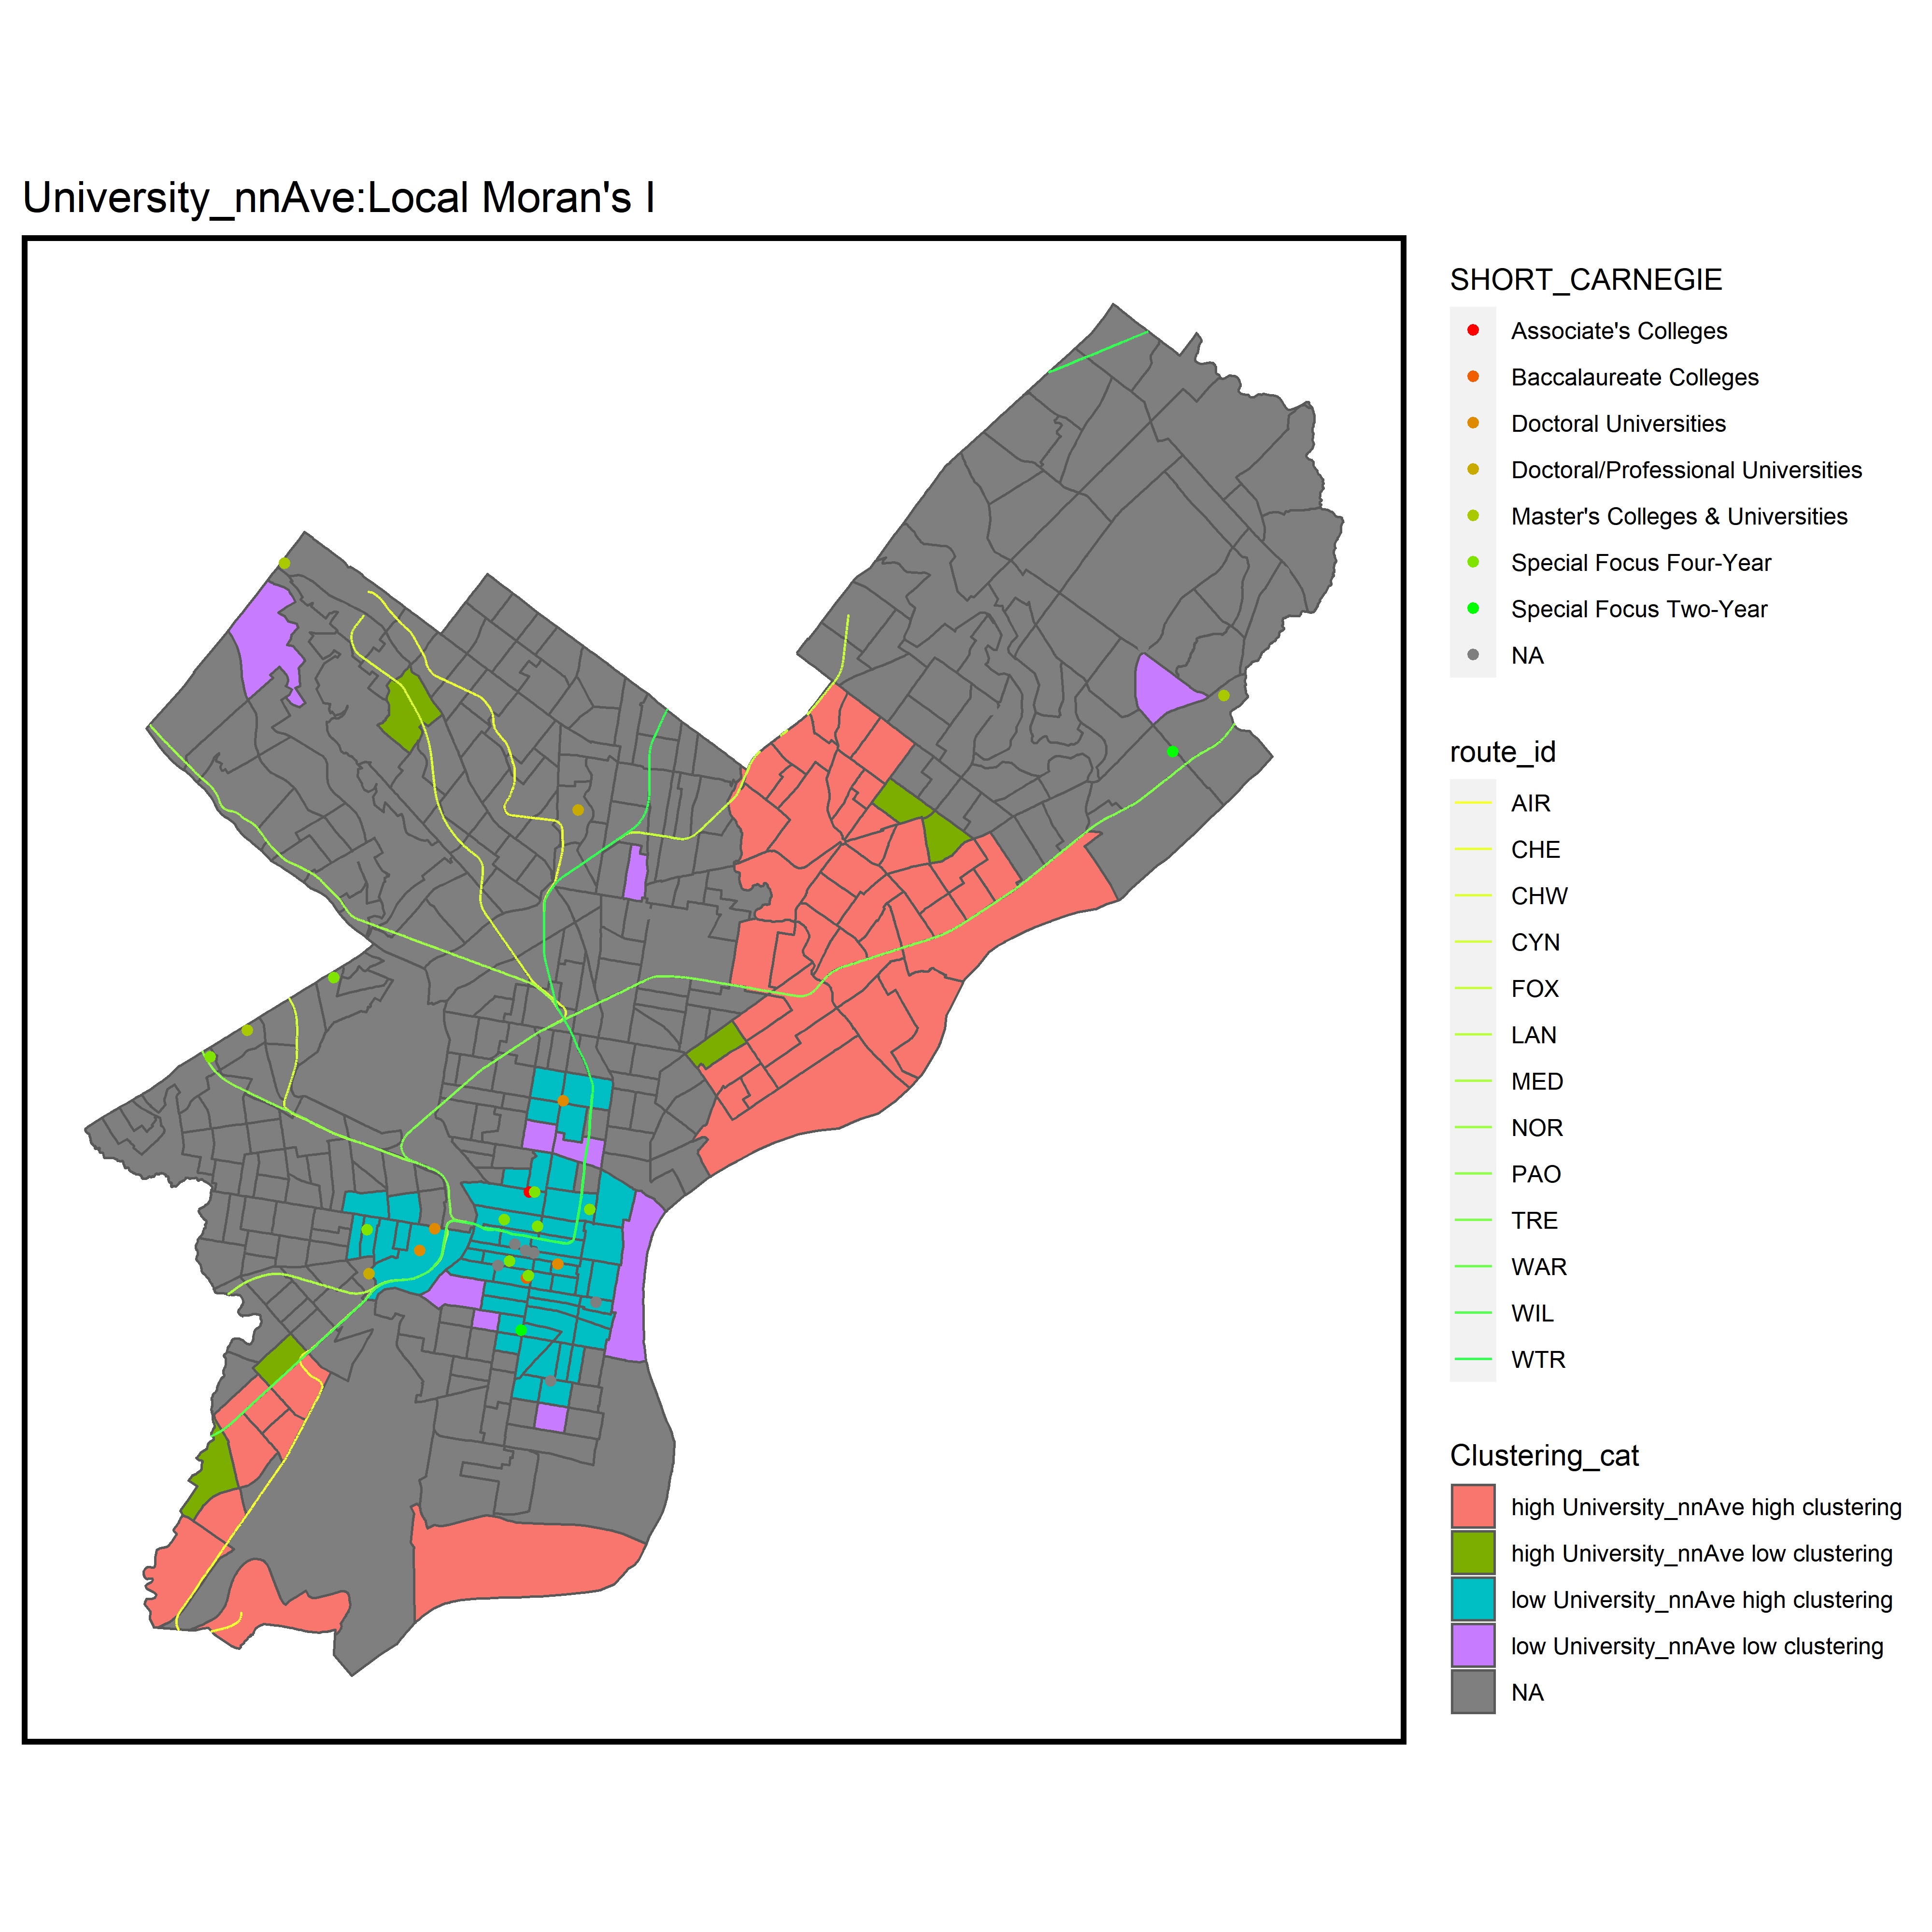 University_nnAve:Local Moran's I
SHORT_CARNEGIE
Associate's Colleges
Baccalaureate Colleges
Doctoral Universities
Doctoral/Professional Universities
Master's Colleges & Universities
Special Focus Four-Year
Special Focus Two-Year
NA
route_id
AIR
CHE
CHW
CYN
FOX
LAN
MED
NOR
PAO
TRE
WAR
WIL
WTR
Clustering_cat
high University_nnAve high clustering
high University_nnAve low clustering
low University_nnAve high clustering
low University_nnAve low clustering
NA